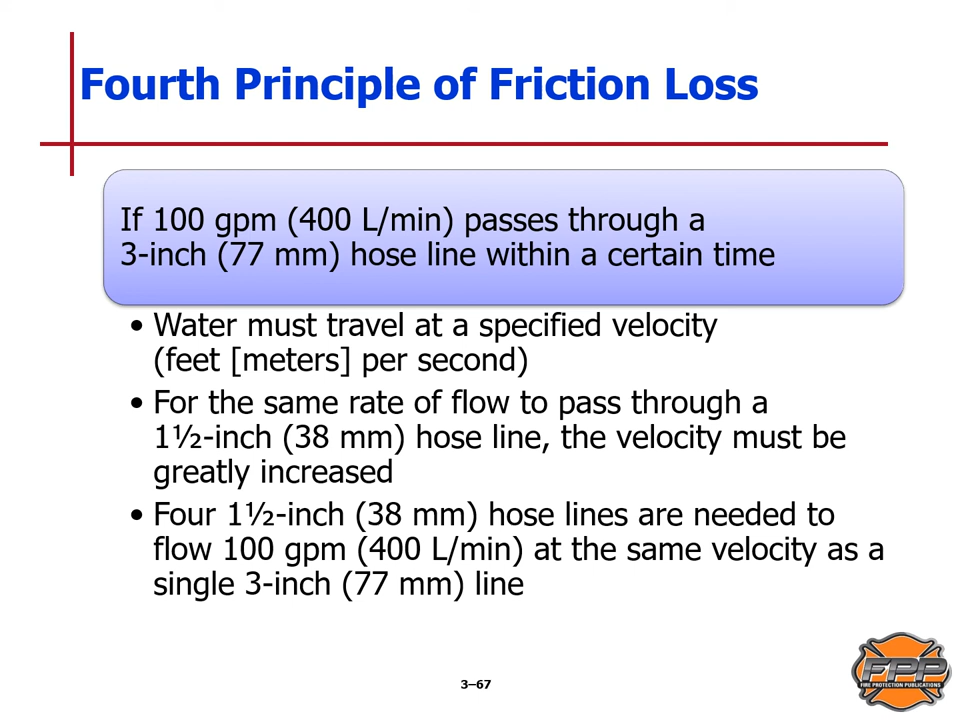 Fourth Principle of Friction Loss
If 100 gpm (400 L/min) passes through a
3-inch (77 mm) hose line within a certain time
• Water must travel at a specified velocity
(feet [meters] per second)
• For the same rate of flow to pass through a
1½-inch (38 mm) hose line, the velocity must be
greatly increased
• Four 1½-inch (38 mm) hose lines are needed to
flow 100 gpm (400 L/min) at the same velocity as a
single 3-inch (77 mm) line
3–67
FPP
FIRE PROTECTION PUBLICATIONS